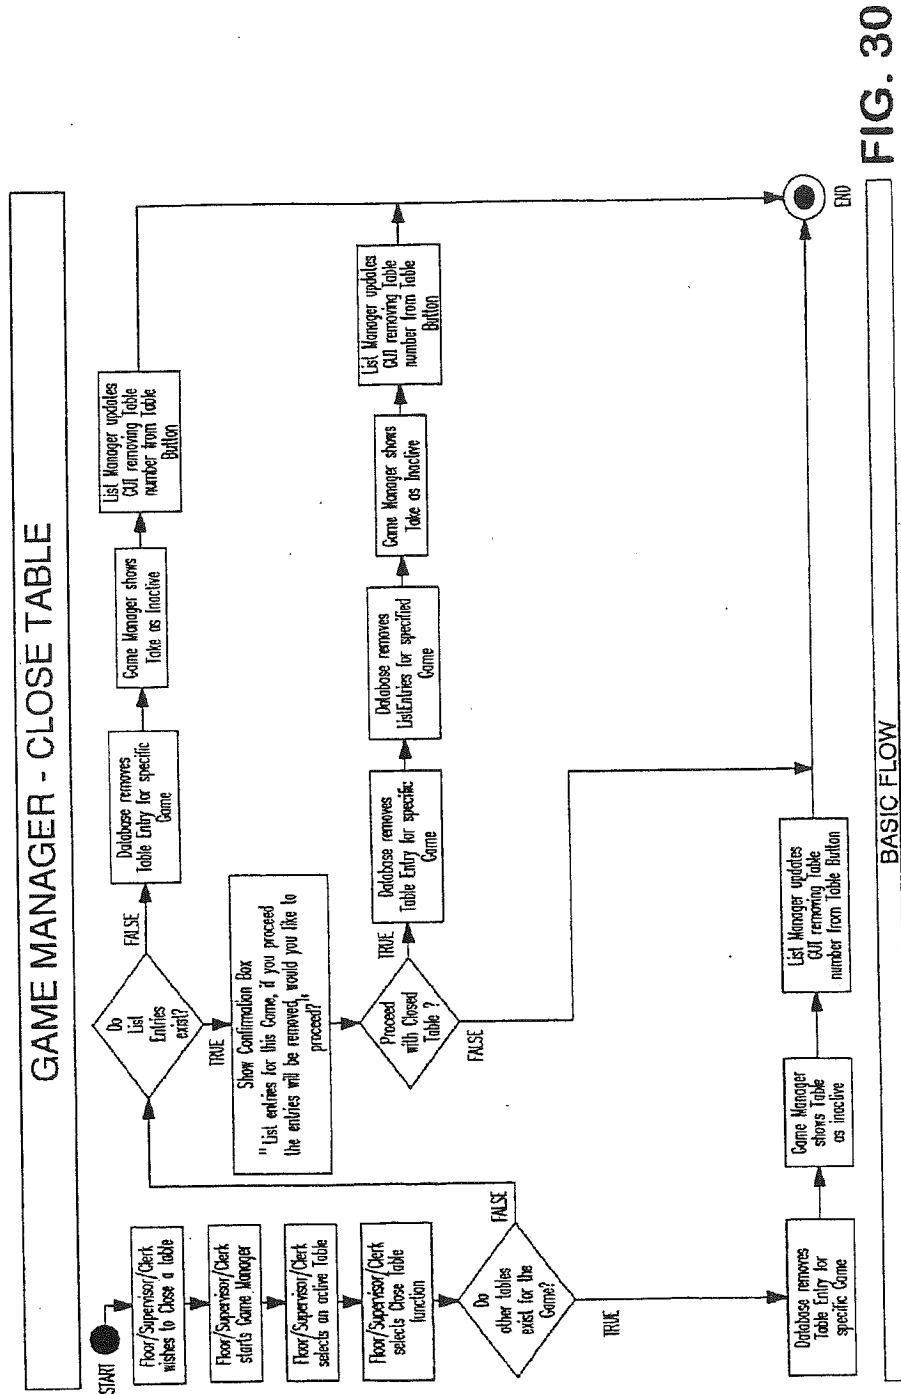 GAME MANAGER - CLOSE TABLE
START
Floor/Supervisor/Clerk
wishes to Close a table
Floor/Supervisor/Clerk
starts Game Manager
Floor/Supervisor/Clerk
selects an active Table
Floor/Supervisor/Clerk
selects Close Table
function
Do
other tables
exist for the
Game?
FALSE
TRUE
Do
List
Entries
exist?
FALSE
TRUE
Database removes
Table Entry for specific
Game
Game Manager shows
Take as Inactive
List Manager updates
GUI removing Table
number from Table
Button
Show Confirmation Box
"List entries for this Game, if you proceed
the entries will be removed, would you like to
proceed?"
Proceed
with Closed
Table ?
TRUE
FALSE
Database removes
Table Entry for specific
Game
Database removes
ListEntries for specified
Game
Game Manager shows
Take as Inactive
List Manager updates
GUI removing Table
number from Table
Button
Database removes
Table Entry for
specific Game
Game Manager
shows Table
as inactive
List Manager updates
GUI removing Table
number from Table Button
END
BASIC FLOW
FIG. 30